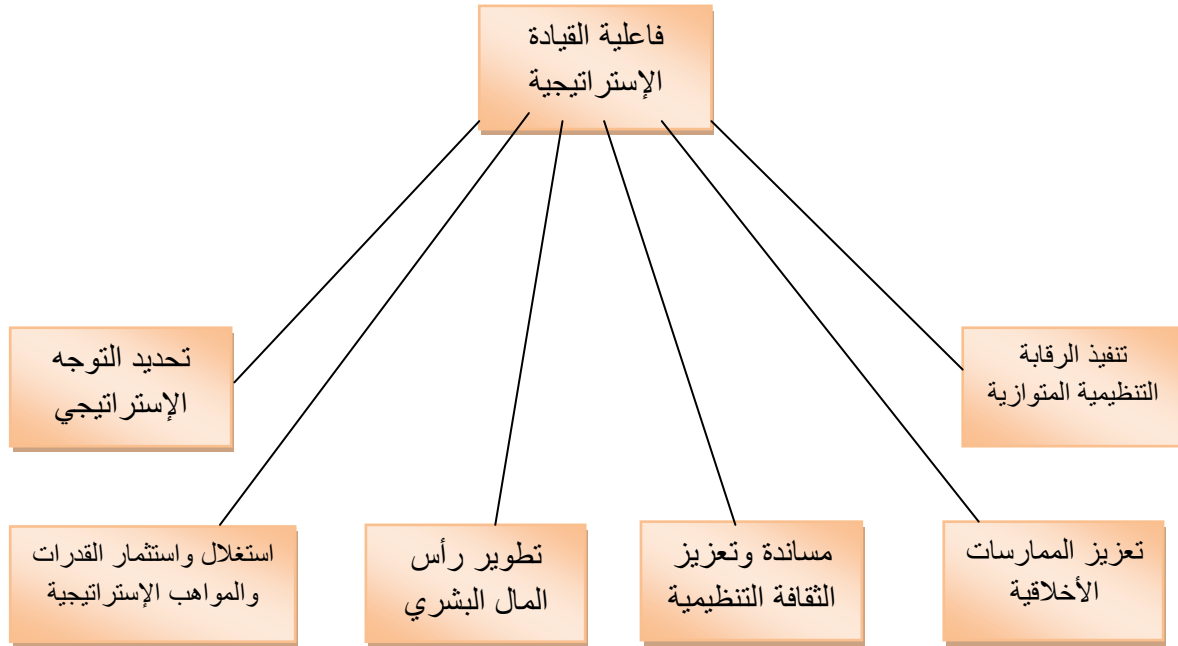 فاعلية القيادة
الإستراتيجية
تنفيذ الرقابة
التنظيمية المتوازية
تحديد التوجه
الإستراتيجي
تعزيز الممارسات
الأخلاقية
مساندة وتعزيز
الثقافة التنظيمية
تطوير رأس
المال البشري
استغلال واستثمار القدرات
والمواهب الإستراتيجية